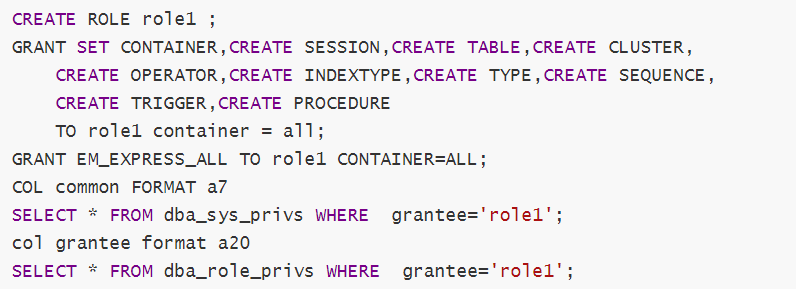 CREATE ROLE role1 ;
GRANT SET CONTAINER,CREATE SESSION,CREATE TABLE,CREATE CLUSTER,
    CREATE OPERATOR,CREATE INDEXTYPE,CREATE TYPE,CREATE SEQUENCE,
    CREATE TRIGGER,CREATE PROCEDURE
    TO role1 container = all;
GRANT EM_EXPRESS_ALL TO role1 CONTAINER=ALL;
COL common FORMAT a7
SELECT * FROM dba_sys_privs WHERE  grantee='role1';
col grantee format a20
SELECT * FROM dba_role_privs WHERE  grantee='role1';